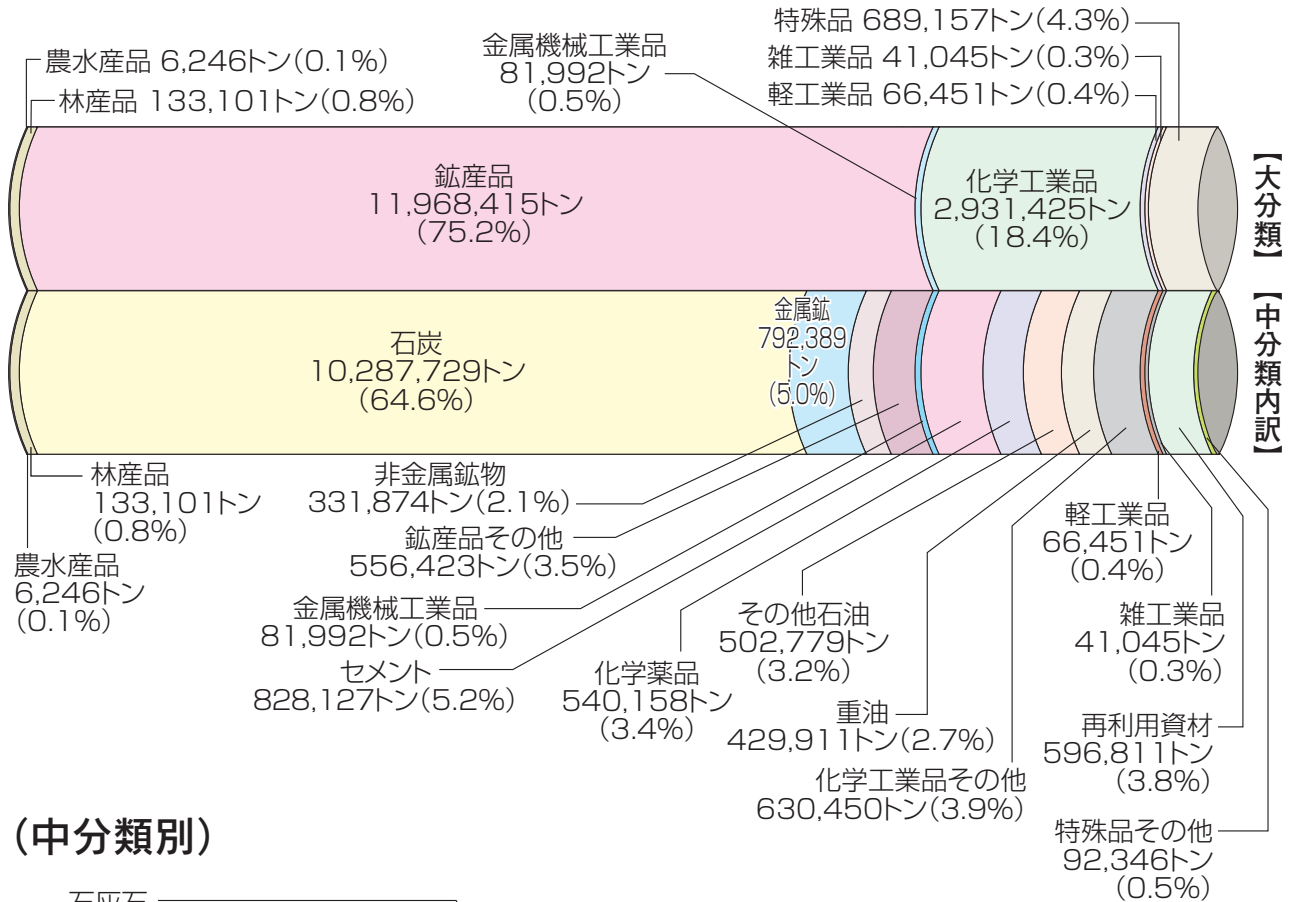 農水産品 6,246トン(0.1%)
林産品 133,101トン(0.8%)
金属機械工業品
81,992トン
(0.5%)
特殊品 689,157トン(4.3%)
雑工業品 41,045トン(0.3%)
軽工業品 66,451トン(0.4%)
鉱産品
11,968,415トン
(75.2%)
化学工業品
2,931,425トン
(18.4%)
【大分類】
石炭
10,287,729トン
(64.6%)
金属鉱
792,389
トン
(5.0%)
【中分類内訳】
林産品
133,101トン
(0.8%)
農水産品
6,246トン
(0.1%)
非金属鉱物
331,874トン(2.1%)
鉱産品その他
556,423トン(3.5%)
金属機械工業品
81,992トン(0.5%)
セメント
828,127トン(5.2%)
化学薬品
540,158トン
(3.4%)
その他石油
502,779トン
(3.2%)
重油
429,911トン(2.7%)
化学工業品その他
630,450トン(3.9%)
軽工業品
66,451トン
(0.4%)
雑工業品
41,045トン
(0.3%)
再利用資材
596,811トン
(3.8%)
特殊品その他
92,346トン
(0.5%)
(中分類別)